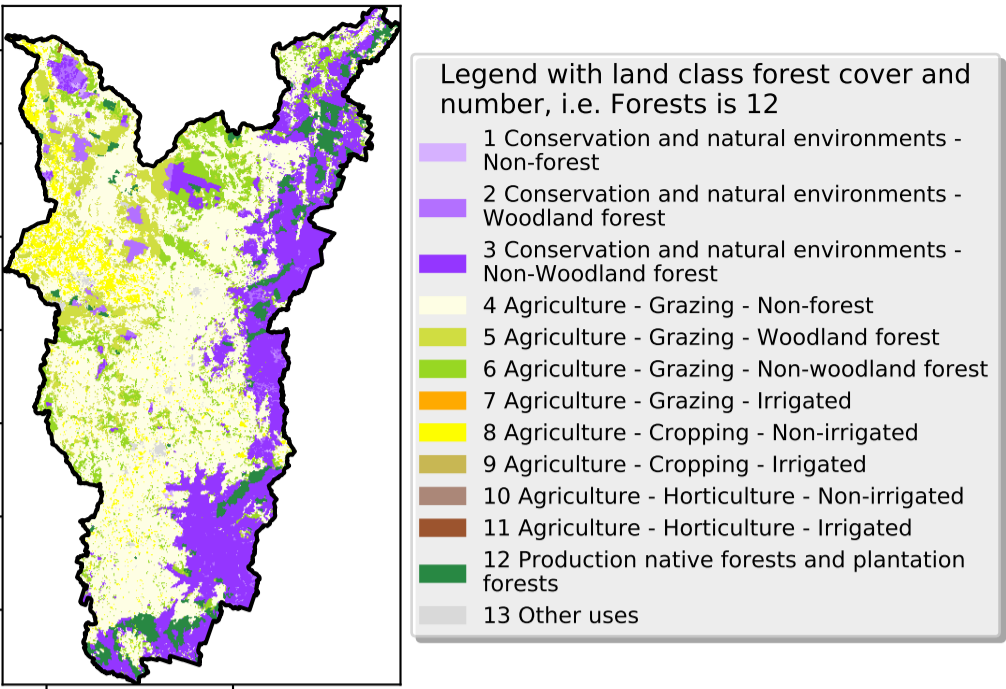 Legend with land class forest cover and
number, i.e. Forests is 12
1 Conservation and natural environments -
Non-forest
2 Conservation and natural environments -
Woodland forest
3 Conservation and natural environments -
Non-Woodland forest
4 Agriculture - Grazing - Non-forest
5 Agriculture - Grazing - Woodland forest
6 Agriculture - Grazing - Non-woodland forest
7 Agriculture - Grazing - Irrigated
8 Agriculture - Cropping - Non-irrigated
9 Agriculture - Cropping - Irrigated
10 Agriculture - Horticulture - Non-irrigated
11 Agriculture - Horticulture - Irrigated
12 Production native forests and plantation
forests
13 Other uses